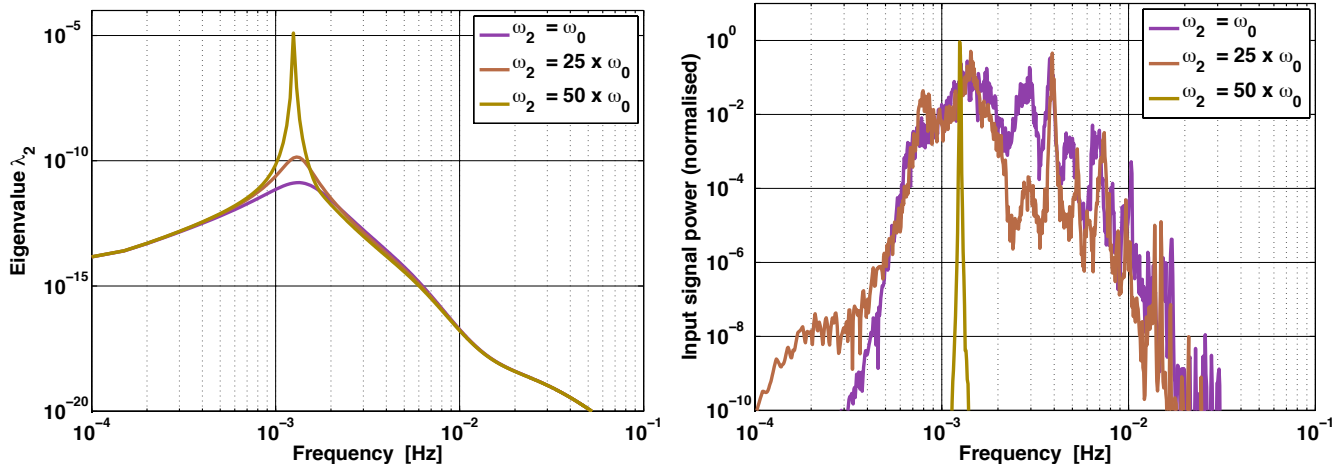 10⁻⁵
10⁻¹⁰
10⁻¹⁵
10⁻²⁰
Eigenvalue λ₂
ω₂ = ω₀
ω₂ = 25 x ω₀
ω₂ = 50 x ω₀
10⁻⁴
10⁻³
10⁻²
10⁻¹
Frequency [Hz]
10⁰
10⁻²
10⁻⁴
10⁻⁶
10⁻⁸
10⁻¹⁰
Input signal power (normalised)
ω₂ = ω₀
ω₂ = 25 x ω₀
ω₂ = 50 x ω₀
10⁻⁴
10⁻³
10⁻²
10⁻¹
Frequency [Hz]